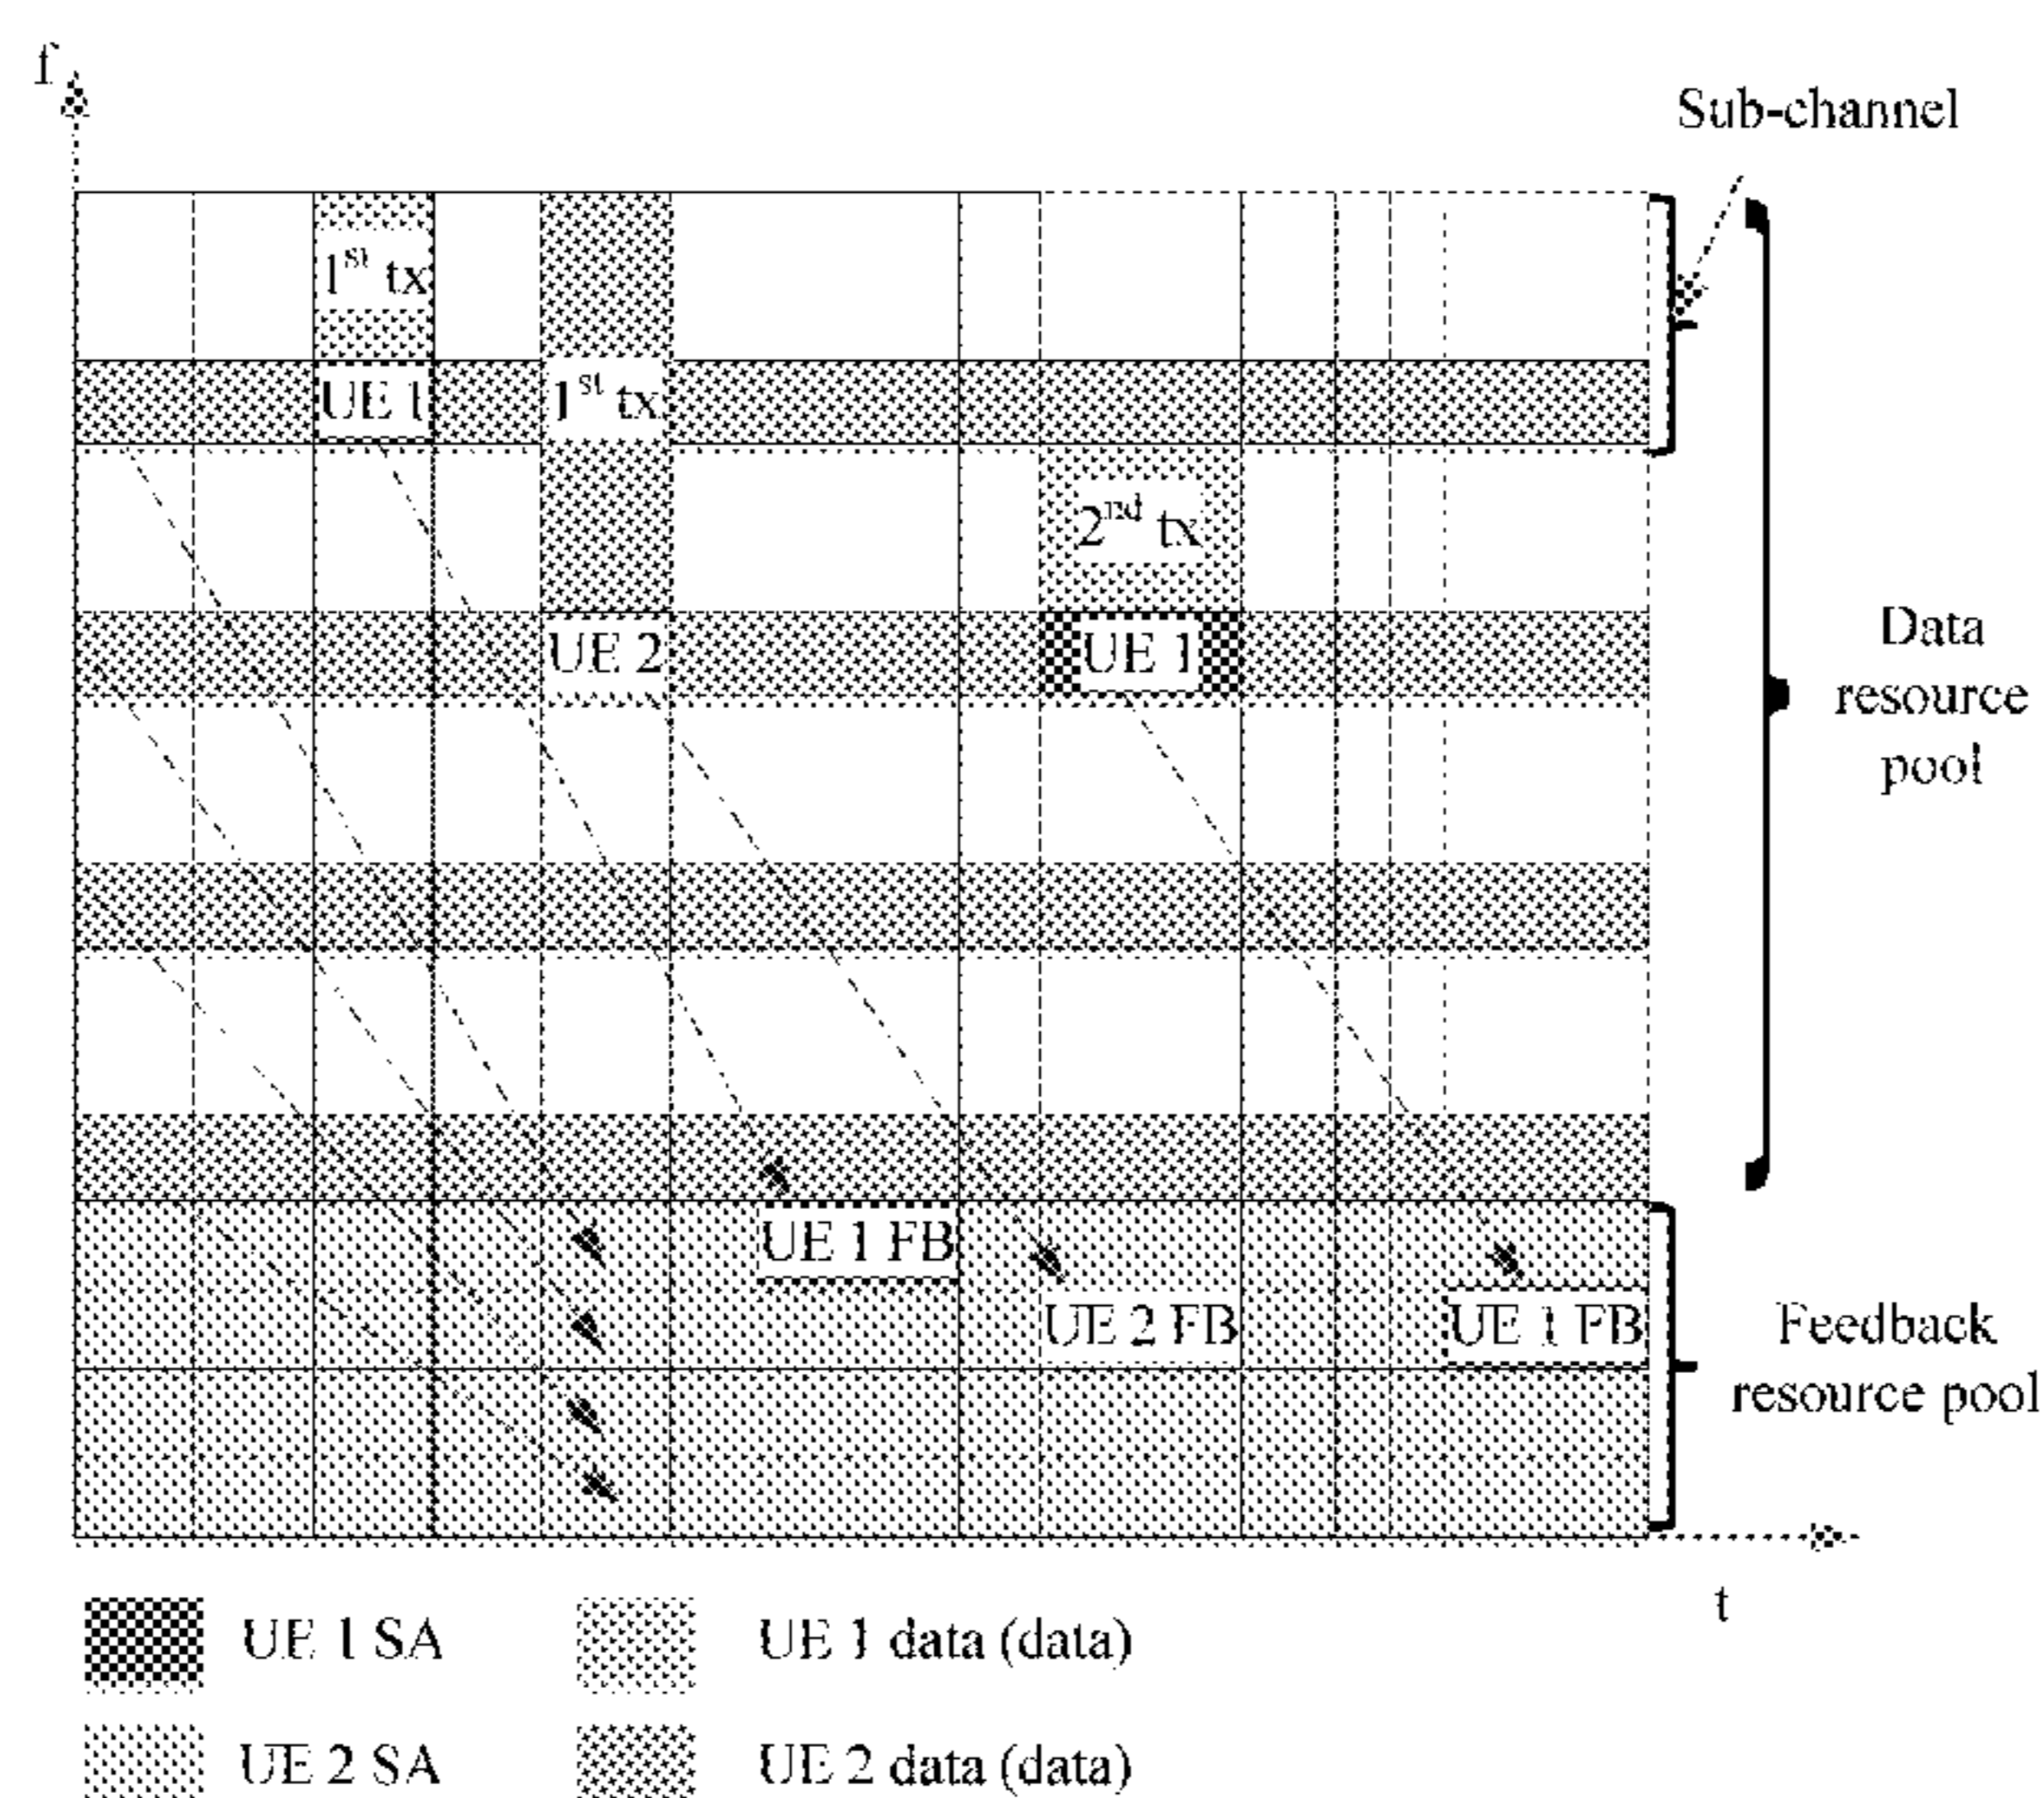 f
Sub-channel
1st tx
UE 1
1st tx
2nd tx
UE 2
UE 1
Data
resource
pool
UE 1 FB
UE 2 FB
UE 1 FB
Feedback
resource pool
t
UE 1 SA
UE 1 data (data)
UE 2 SA
UE 2 data (data)